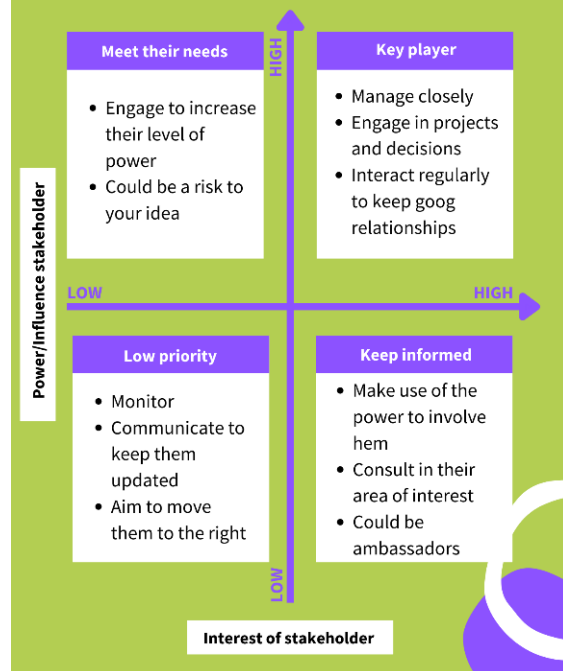 Meet their needs
• Engage to increase
their level of
power
• Could be a risk to
your idea
HIGH
Key player
• Manage closely
• Engage in projects
and decisions
• Interact regularly
to keep goog
relationships
Power/Influence stakeholder
LOW
HIGH
Low priority
• Monitor
• Communicate to
keep them
updated
• Aim to move
them to the right
Keep informed
• Make use of the
power to involve
hem
• Consult in their
area of interest
• Could be
ambassadors
LOW
Interest of stakeholder